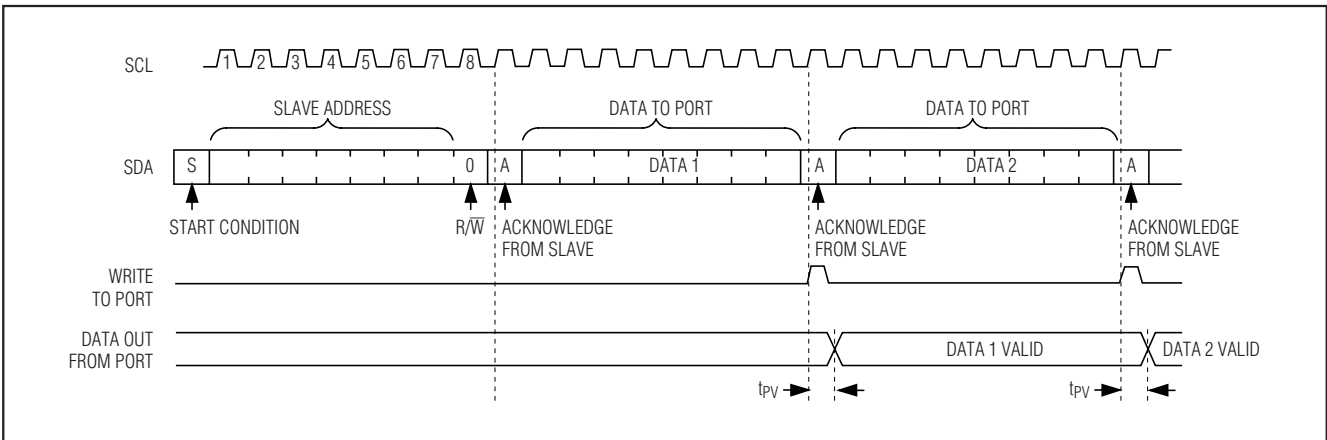 SCL 1 2 3 4 5 6 7 8
SLAVE ADDRESS DATA TO PORT DATA TO PORT
SDA S 0 A DATA 1 A DATA 2 A
START CONDITION R/W̅ ACKNOWLEDGE FROM SLAVE ACKNOWLEDGE FROM SLAVE ACKNOWLEDGE FROM SLAVE
WRITE
TO PORT
DATA OUT
FROM PORT
DATA 1 VALID DATA 2 VALID
tPV tPV